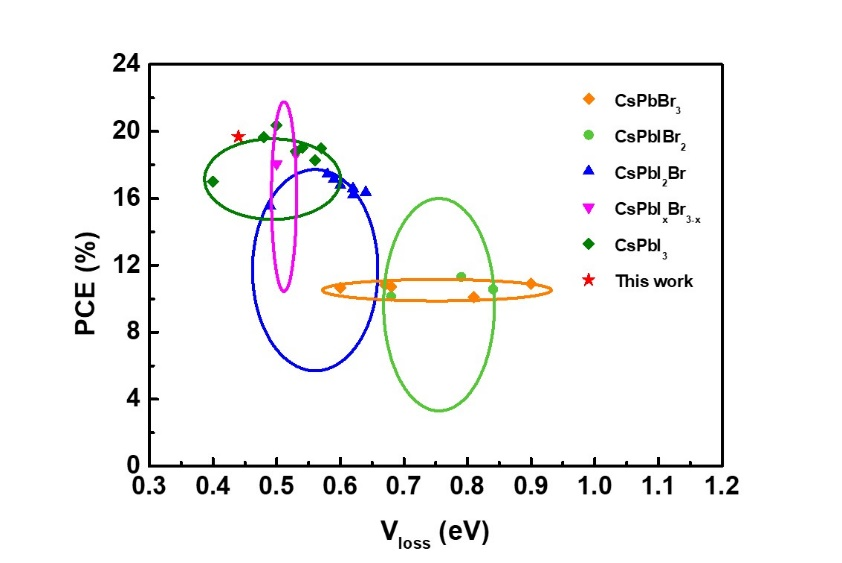 24
20
16
12
8
4
0
PCE (%)
0.3 0.4 0.5 0.6 0.7 0.8 0.9 1.0 1.1 1.2
V_loss (eV)
CsPbBr₃
CsPbIBr₂
CsPbI₂Br
CsPbIₓBr₃₋ₓ
CsPbI₃
This work